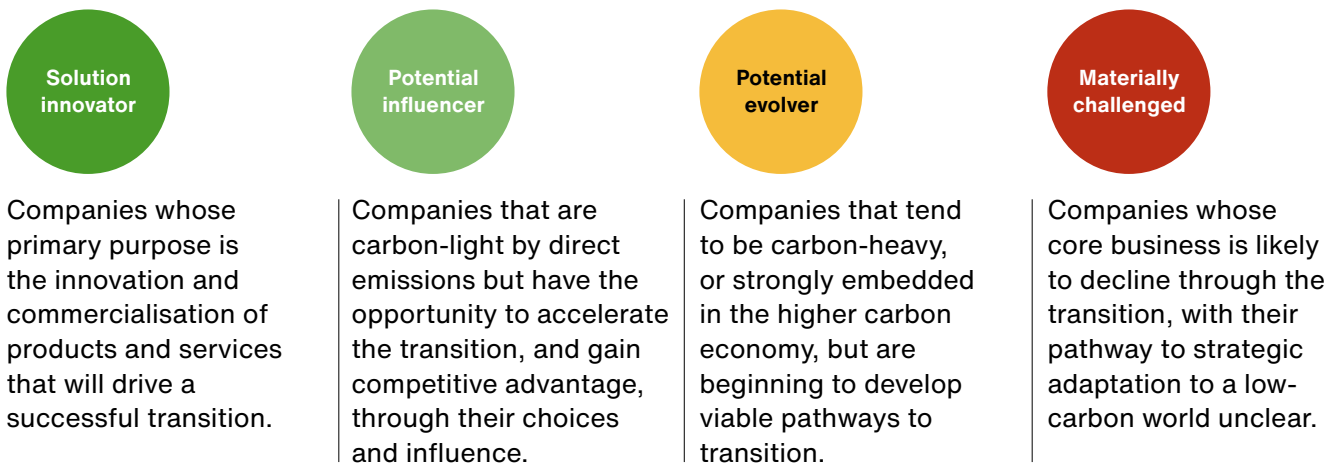 Solution
innovator
Companies whose
primary purpose is
the innovation and
commercialisation of
products and services
that will drive a
successful transition.
Potential
influencer
Companies that are
carbon-light by direct
emissions but have the
opportunity to accelerate
the transition, and gain
competitive advantage,
through their choices
and influence.
Potential
evolver
Companies that tend
to be carbon-heavy,
or strongly embedded
in the higher carbon
economy, but are
beginning to develop
viable pathways to
transition.
Materially
challenged
Companies whose
core business is likely
to decline through the
transition, with their
pathway to strategic
adaptation to a low-
carbon world unclear.